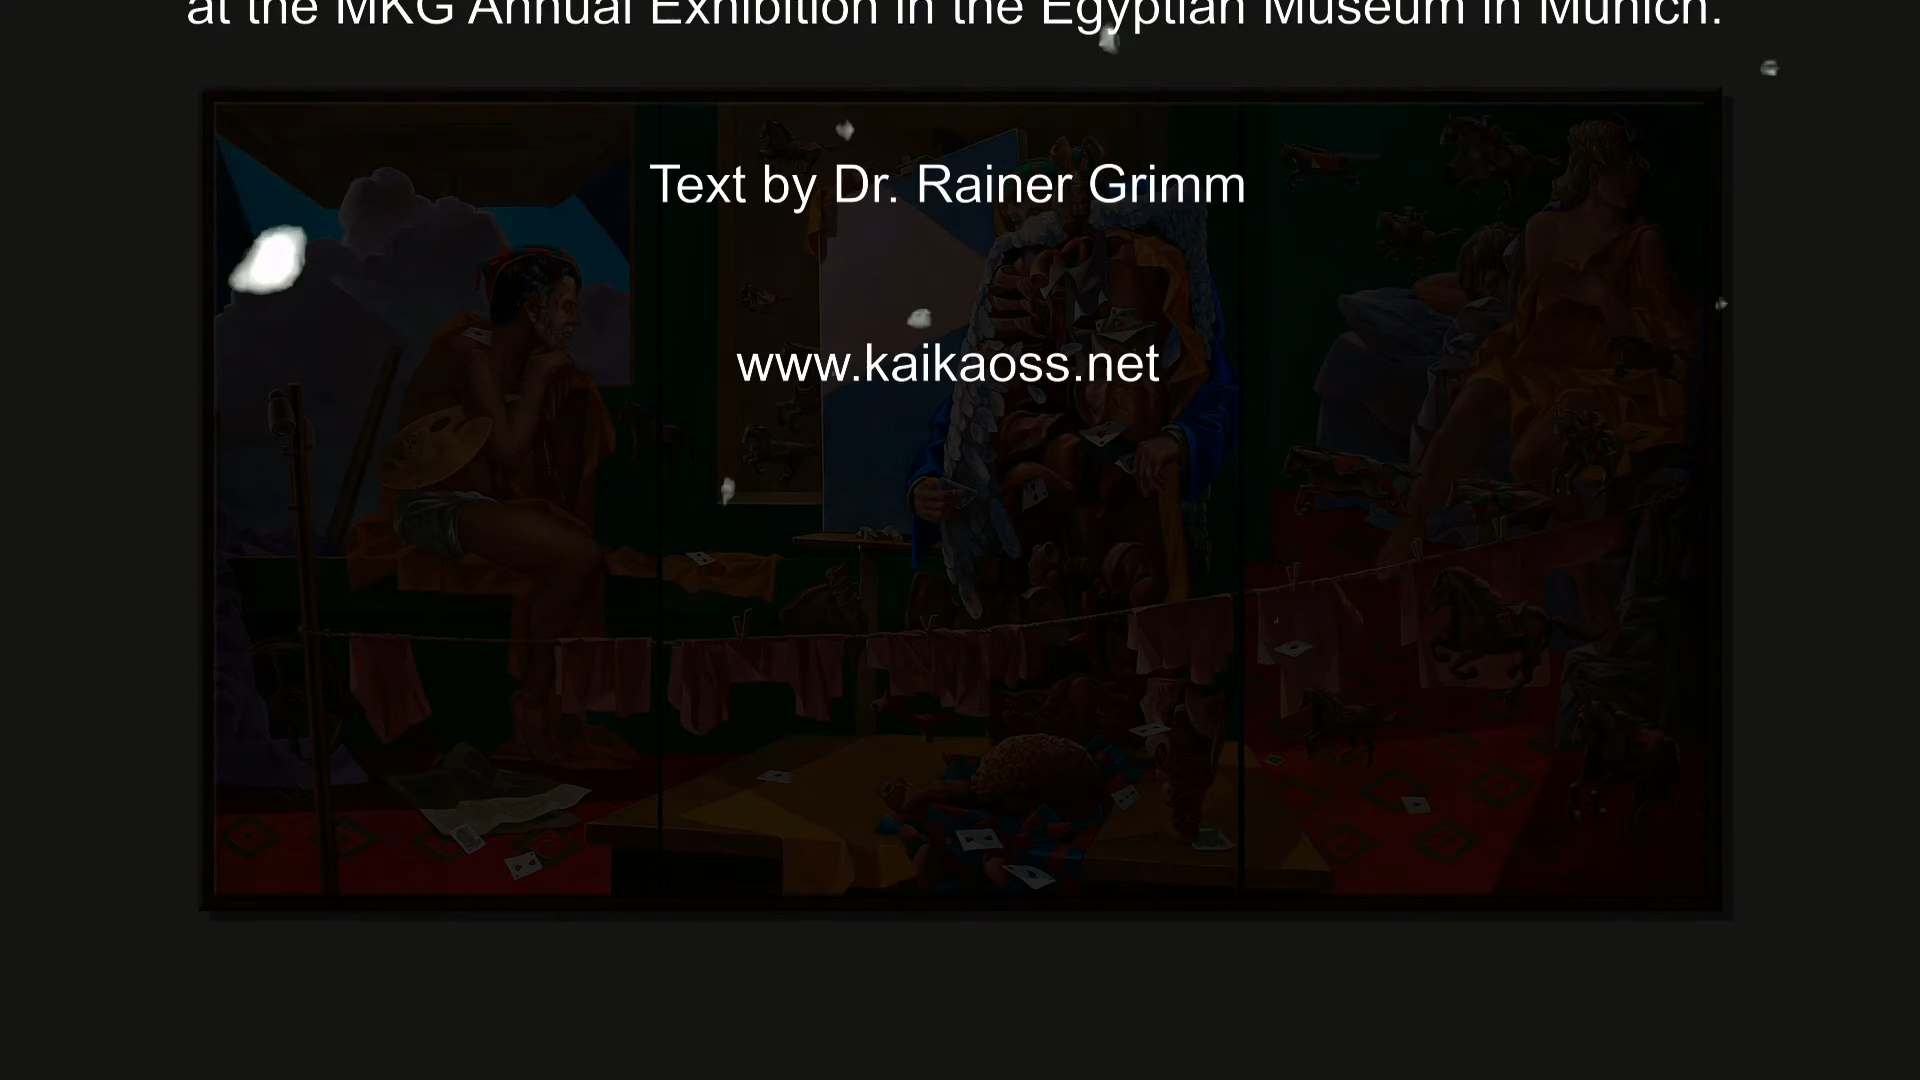 at the MKG Annual Exhibition in the Egyptian Museum in Munich.
Text by Dr. Rainer Grimm
www.kaikaoss.net